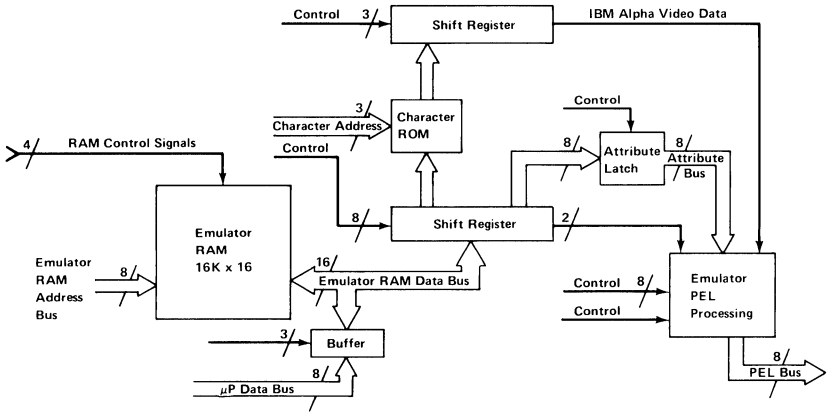 Control
3
Shift Register
IBM Alpha Video Data
3
Character Address
Character
ROM
Control
Control
8
Attribute
Latch
8
Attribute
Bus
4
RAM Control Signals
8
Shift Register
2
Emulator
RAM
16K x 16
Emulator
RAM
Address
Bus
8
16
Emulator RAM Data Bus
Control
8
Control
Emulator
PEL
Processing
3
Buffer
8
μP Data Bus
8
PEL Bus